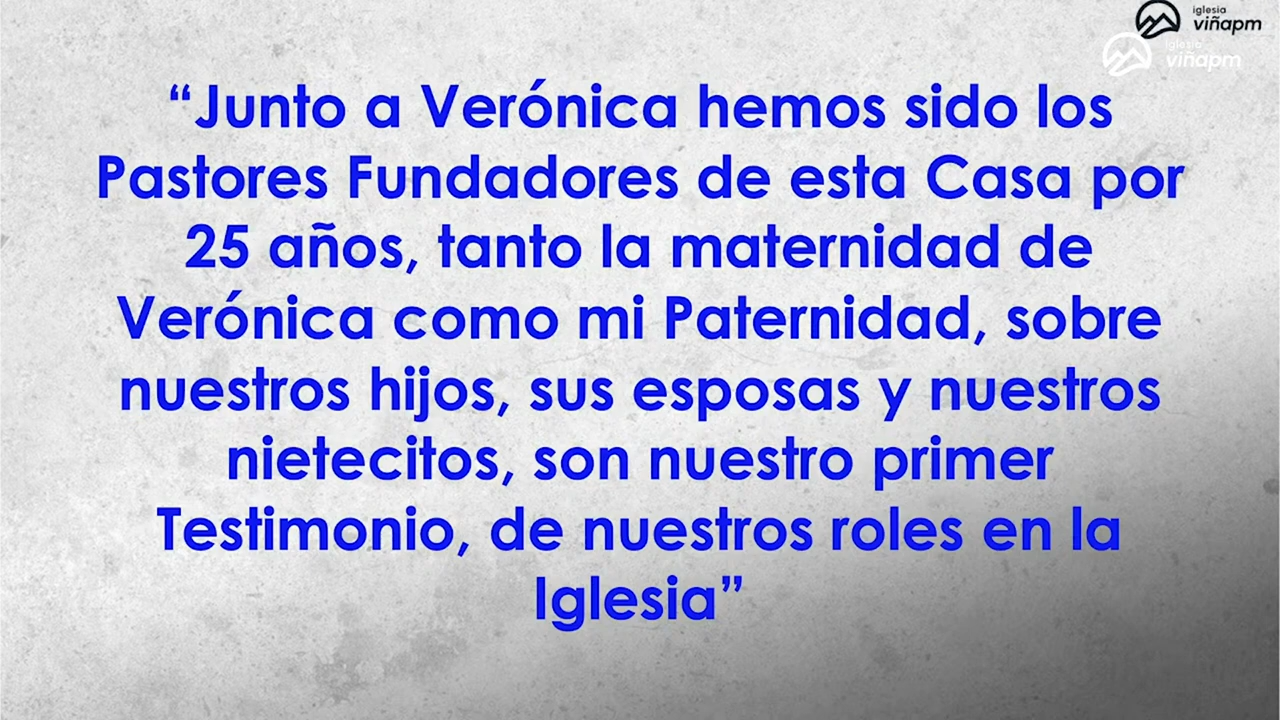 iglesia
viñapm
iglesia
viñapm
“Junto a Verónica hemos sido los
Pastores Fundadores de esta Casa por
25 años, tanto la maternidad de
Verónica como mi Paternidad, sobre
nuestros hijos, sus esposas y nuestros
nietecitos, son nuestro primer
Testimonio, de nuestros roles en la
Iglesia”